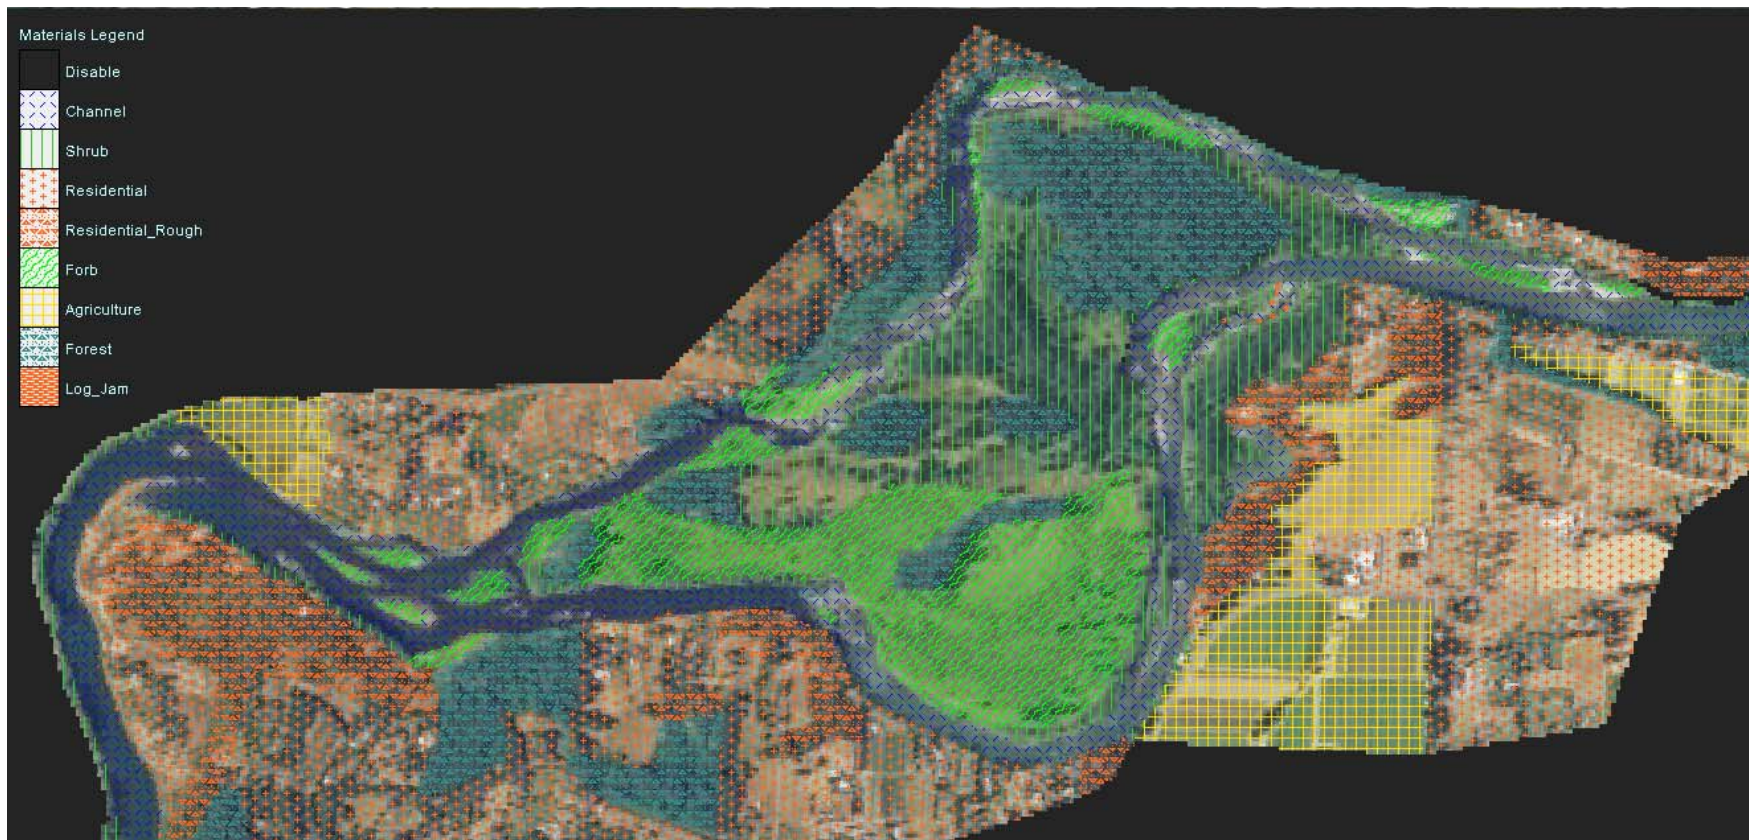 Materials Legend
Disable
Channel
Shrub
Residential
Residential_Rough
Forb
Agriculture
Forest
Log_Jam